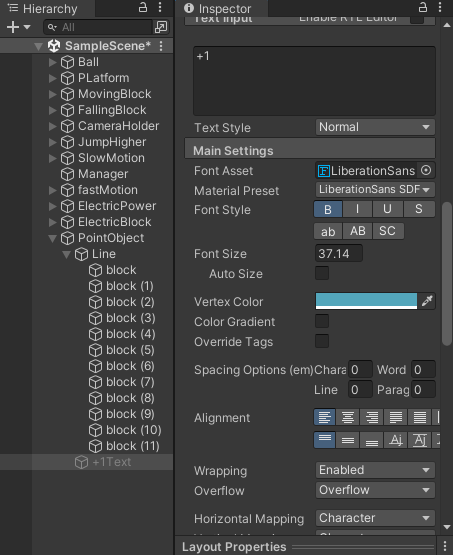 Hierarchy
All
SampleScene*
Ball
PLatform
MovingBlock
FallingBlock
CameraHolder
JumpHigher
SlowMotion
Manager
fastMotion
ElectricPower
ElectricBlock
PointObject
Line
block
block (1)
block (2)
block (3)
block (4)
block (5)
block (6)
block (7)
block (8)
block (9)
block (10)
block (11)
+1Text
Inspector
Text Input Enable RTL Editor
+1
Text Style Normal
Main Settings
Font Asset LiberationSans
Material Preset LiberationSans SDF
Font Style B I U S
ab AB SC
Font Size 37.14
Auto Size
Vertex Color
Color Gradient
Override Tags
Spacing Options (em) Chara 0 Word 0
Line 0 Parag 0
Alignment
Wrapping Enabled
Overflow Overflow
Horizontal Mapping Character
Layout Properties